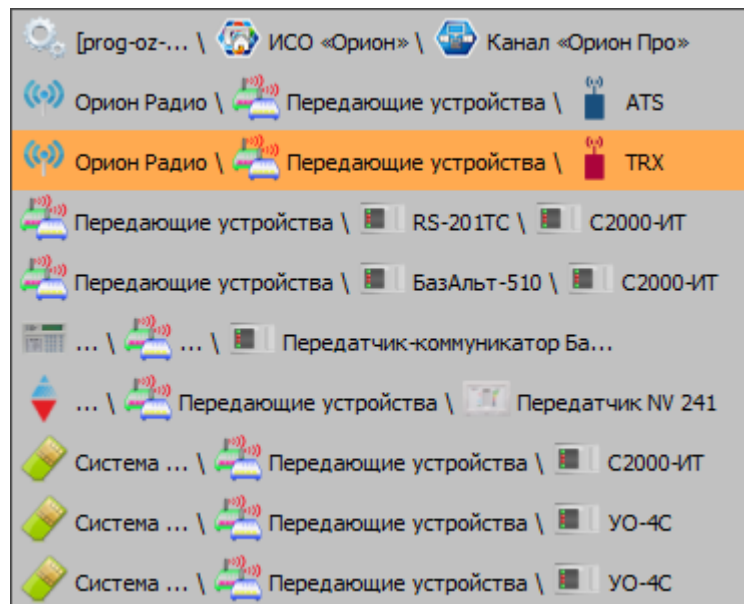 [prog-oz-... \ ИСО «Орион» \ Канал «Орион Про»
Орион Радио \ Передающие устройства \ ATS
Орион Радио \ Передающие устройства \ TRX
Передающие устройства \ RS-201TC \ С2000-ИТ
Передающие устройства \ БазАльт-510 \ С2000-ИТ
... \ ... \ Передатчик-коммуникатор Ба...
... \ Передающие устройства \ Передатчик NV 241
Система ... \ Передающие устройства \ С2000-ИТ
Система ... \ Передающие устройства \ УО-4С
Система ... \ Передающие устройства \ УО-4С